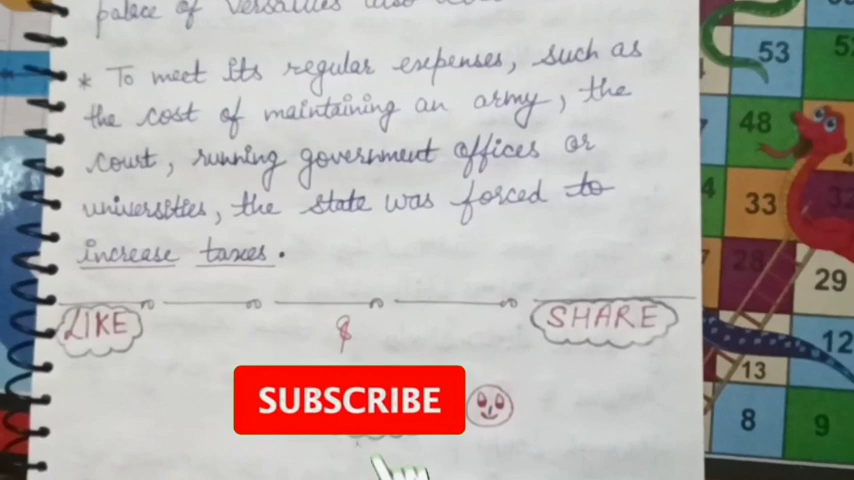 palace of Versailles also
* To meet its regular expenses, such as
the cost of maintaining an army, the
court, running government offices or
universities, the state was forced to
increase taxes.
LIKE
&
SHARE
SUBSCRIBE
53
48
33
28
29
12
13
8
9